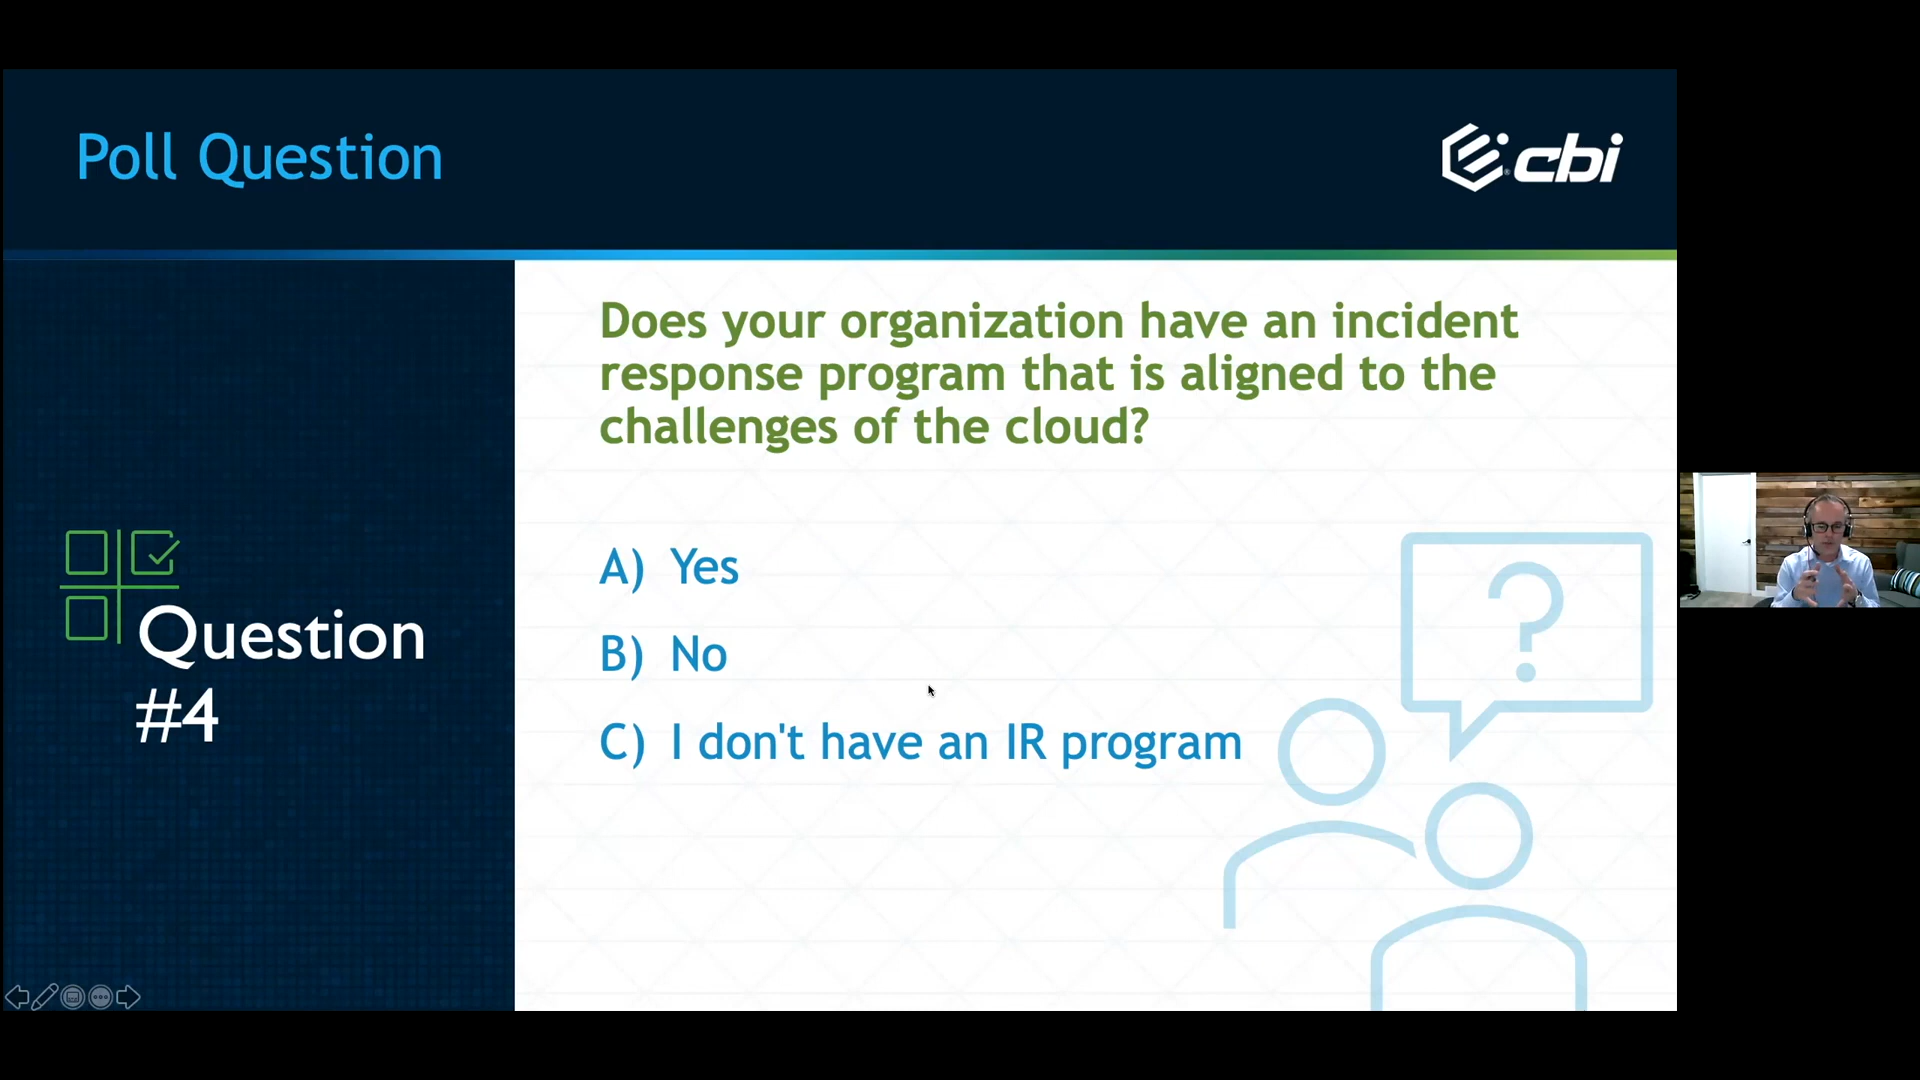 Poll Question
cbi
Does your organization have an incident
response program that is aligned to the
challenges of the cloud?
Question
#4
A) Yes
B) No
C) I don't have an IR program
?